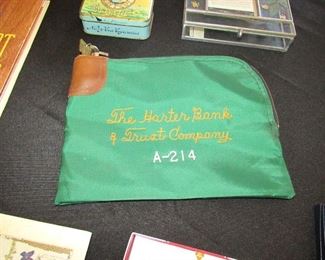 The Harter Bank
& Trust Company
A-214